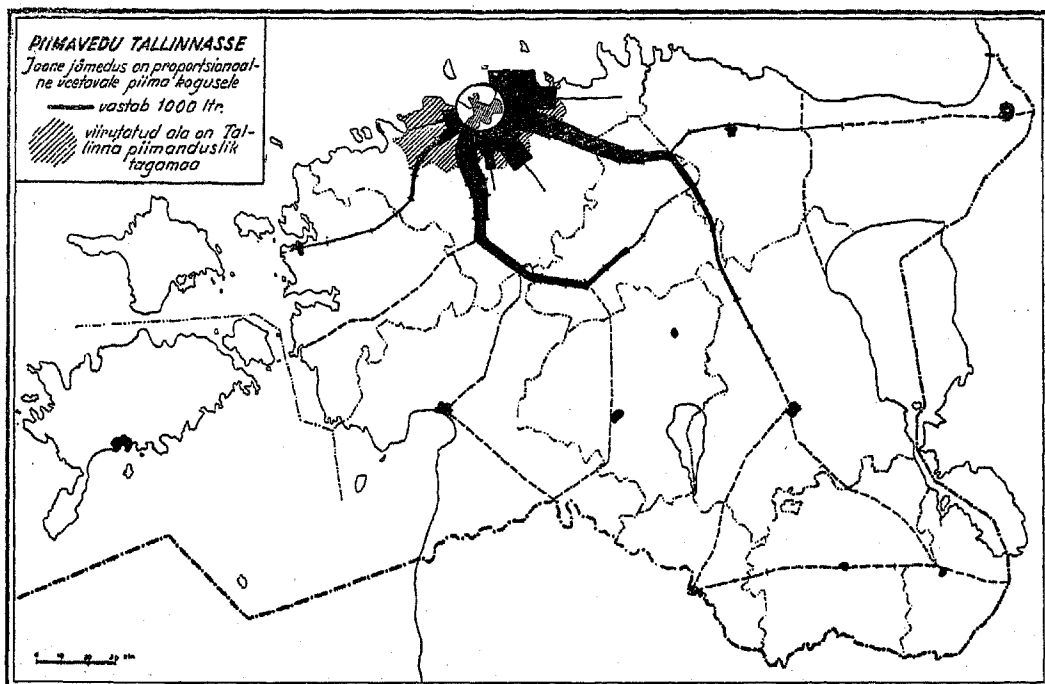 PIIMAVEDU TALLINNASSE
Joone jämedus on proportsionaal-
ne veetavale piima kogusele
vastab 1000 ltr.
viirutatud ala on Tal-
linna piimanduslik
tagamaa
km